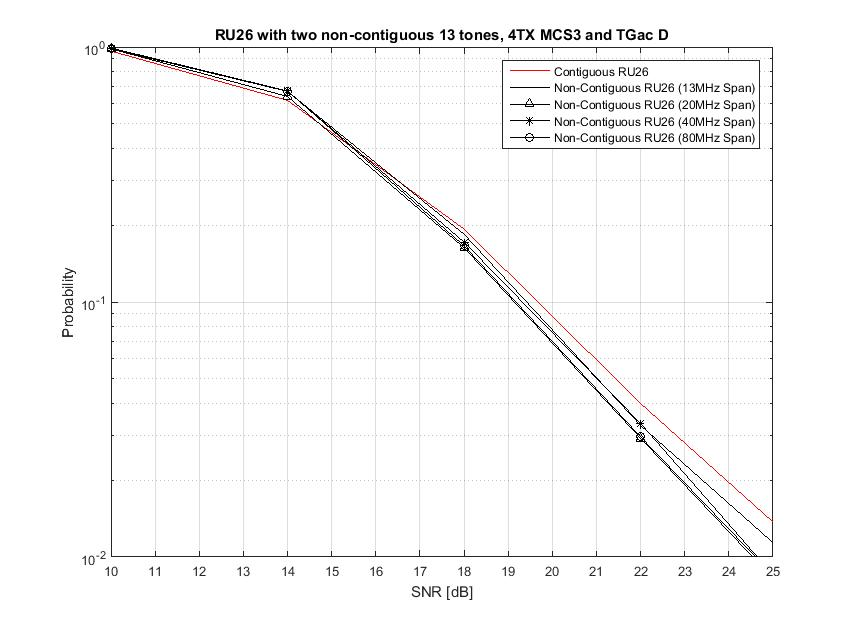 RU26 with two non-contiguous 13 tones, 4TX MCS3 and TGac D
10^0
Contiguous RU26
Non-Contiguous RU26 (13MHz Span)
Non-Contiguous RU26 (20MHz Span)
Non-Contiguous RU26 (40MHz Span)
Non-Contiguous RU26 (80MHz Span)
Probability
10^-1
10^-2
10 11 12 13 14 15 16 17 18 19 20 21 22 23 24 25
SNR [dB]